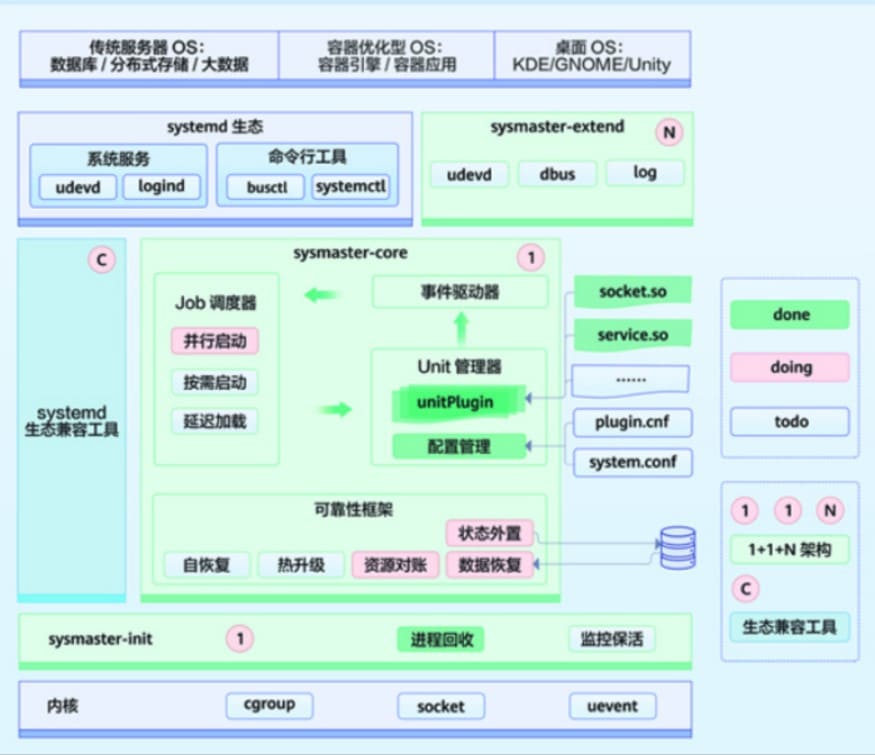 传统服务器 OS：
数据库 / 分布式存储 / 大数据
容器优化型 OS：
容器引擎 / 容器应用
桌面 OS：
KDE/GNOME/Unity
systemd 生态
系统服务
udevd
logind
命令行工具
busctl
systemctl
sysmaster-extend
N
udevd
dbus
log
C
systemd
生态兼容工具
sysmaster-core
1
Job 调度器
并行启动
按需启动
延迟加载
事件驱动器
Unit 管理器
unitPlugin
配置管理
socket.so
service.so
......
plugin.cnf
system.conf
可靠性框架
状态外置
自恢复
热升级
资源对账
数据恢复
done
doing
todo
1
1
N
1+1+N 架构
C
生态兼容工具
sysmaster-init
1
进程回收
监控保活
内核
cgroup
socket
uevent